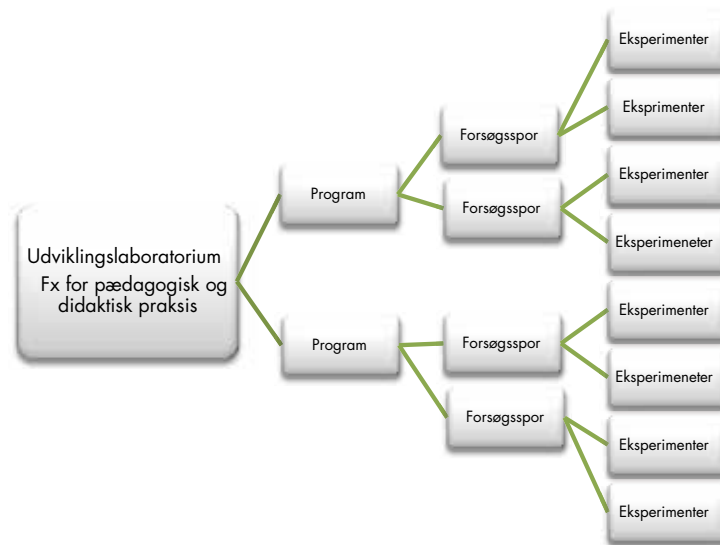 Udviklingslaboratorium
Fx for pædagogisk og
didaktisk praksis
Program
Program
Forsøgsspor
Forsøgsspor
Forsøgsspor
Forsøgsspor
Eksperimenter
Eksprimenter
Eksperimenter
Eksperimeneter
Eksperimenter
Eksperimeneter
Eksperimenter
Eksperimenter